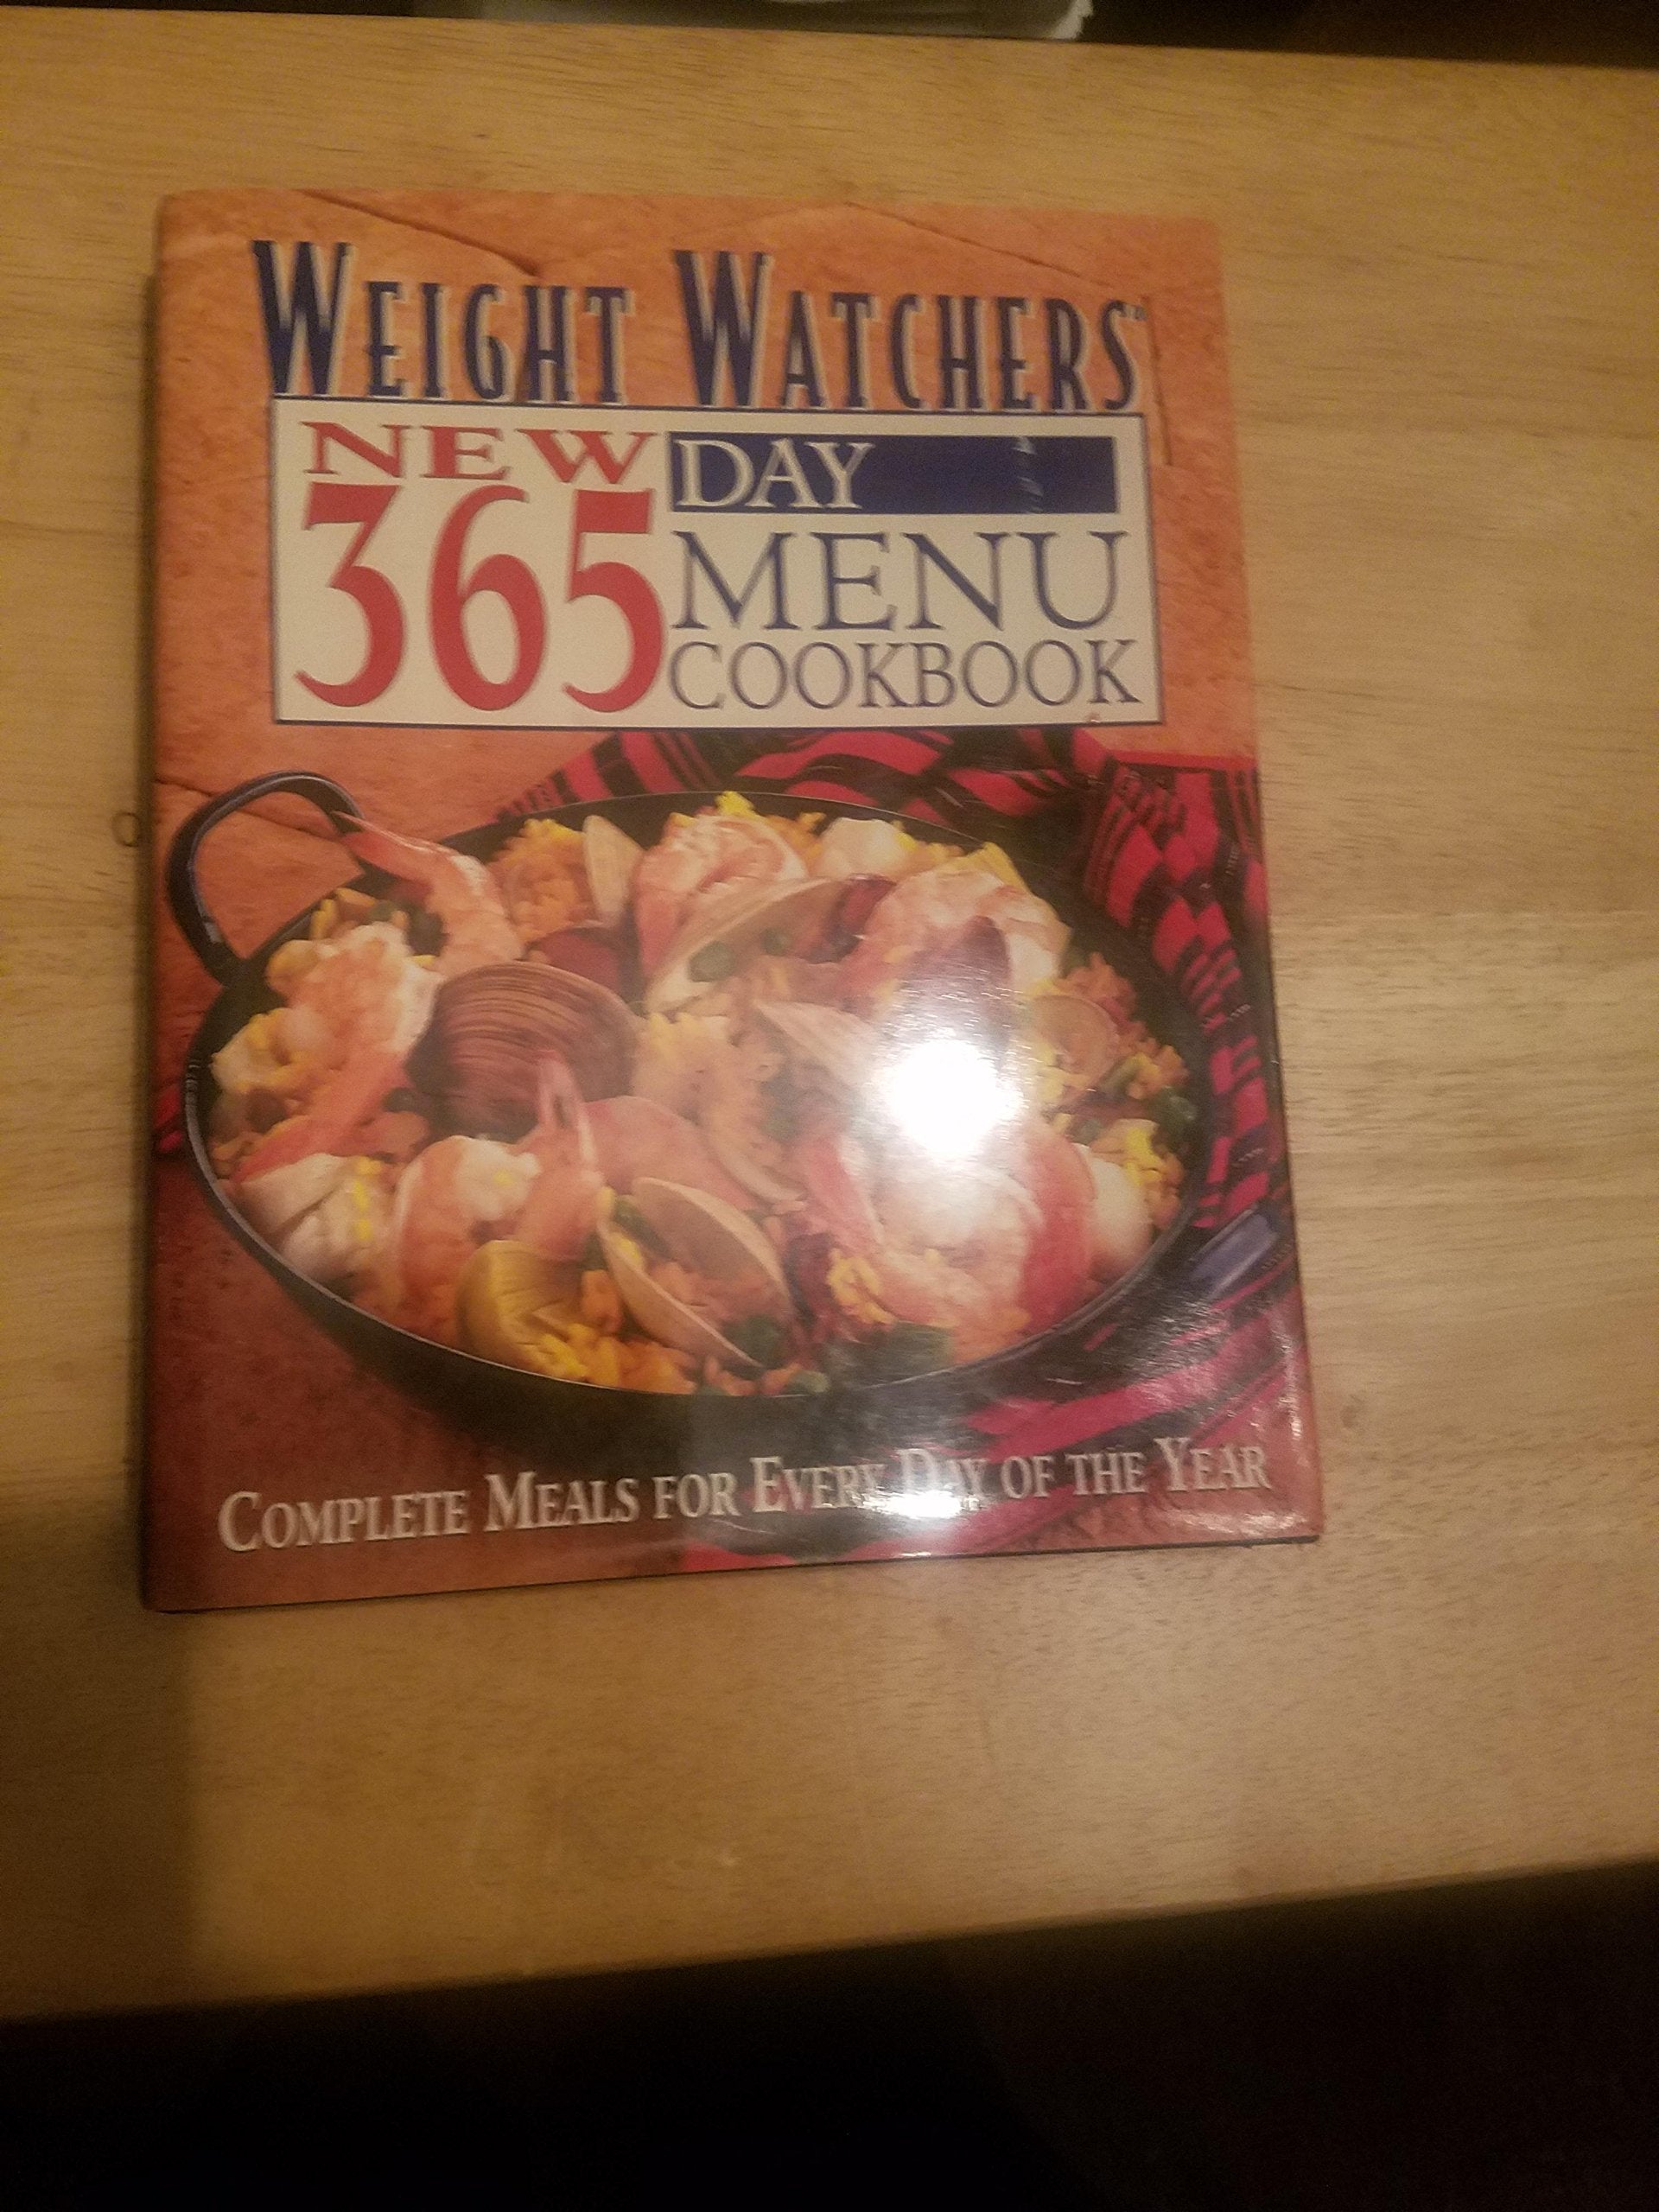 WEIGHT WATCHERS
NEW
365
DAY
MENU
COOKBOOK
COMPLETE MEALS FOR EVERY DAY OF THE YEAR